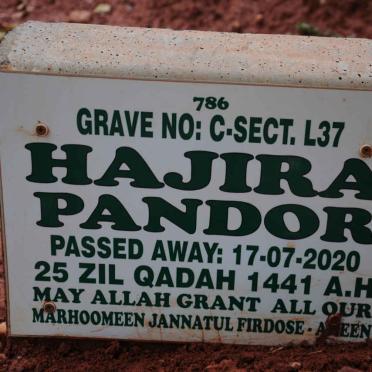 786
GRAVE NO: C-SECT. L37
HAJIRA
PANDOR
PASSED AWAY: 17-07-2020
25 ZIL QADAH 1441 A.H
MAY ALLAH GRANT ALL OUR
MARHOOMEEN JANNATUL FIRDOSE -